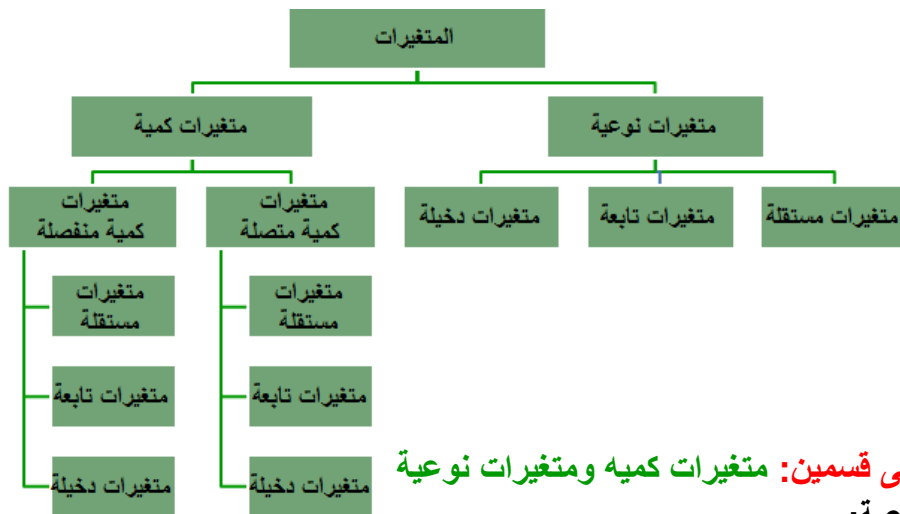 المتغيرات
متغيرات نوعية
متغيرات كمية
متغيرات مستقلة
متغيرات تابعة
متغيرات دخيلة
متغيرات
كمية متصلة
متغيرات
كمية منفصلة
متغيرات
مستقلة
متغيرات
مستقلة
متغيرات تابعة
متغيرات تابعة
متغيرات دخيلة
متغيرات دخيلة
قسمين: متغيرات كميه ومتغيرات نوعية